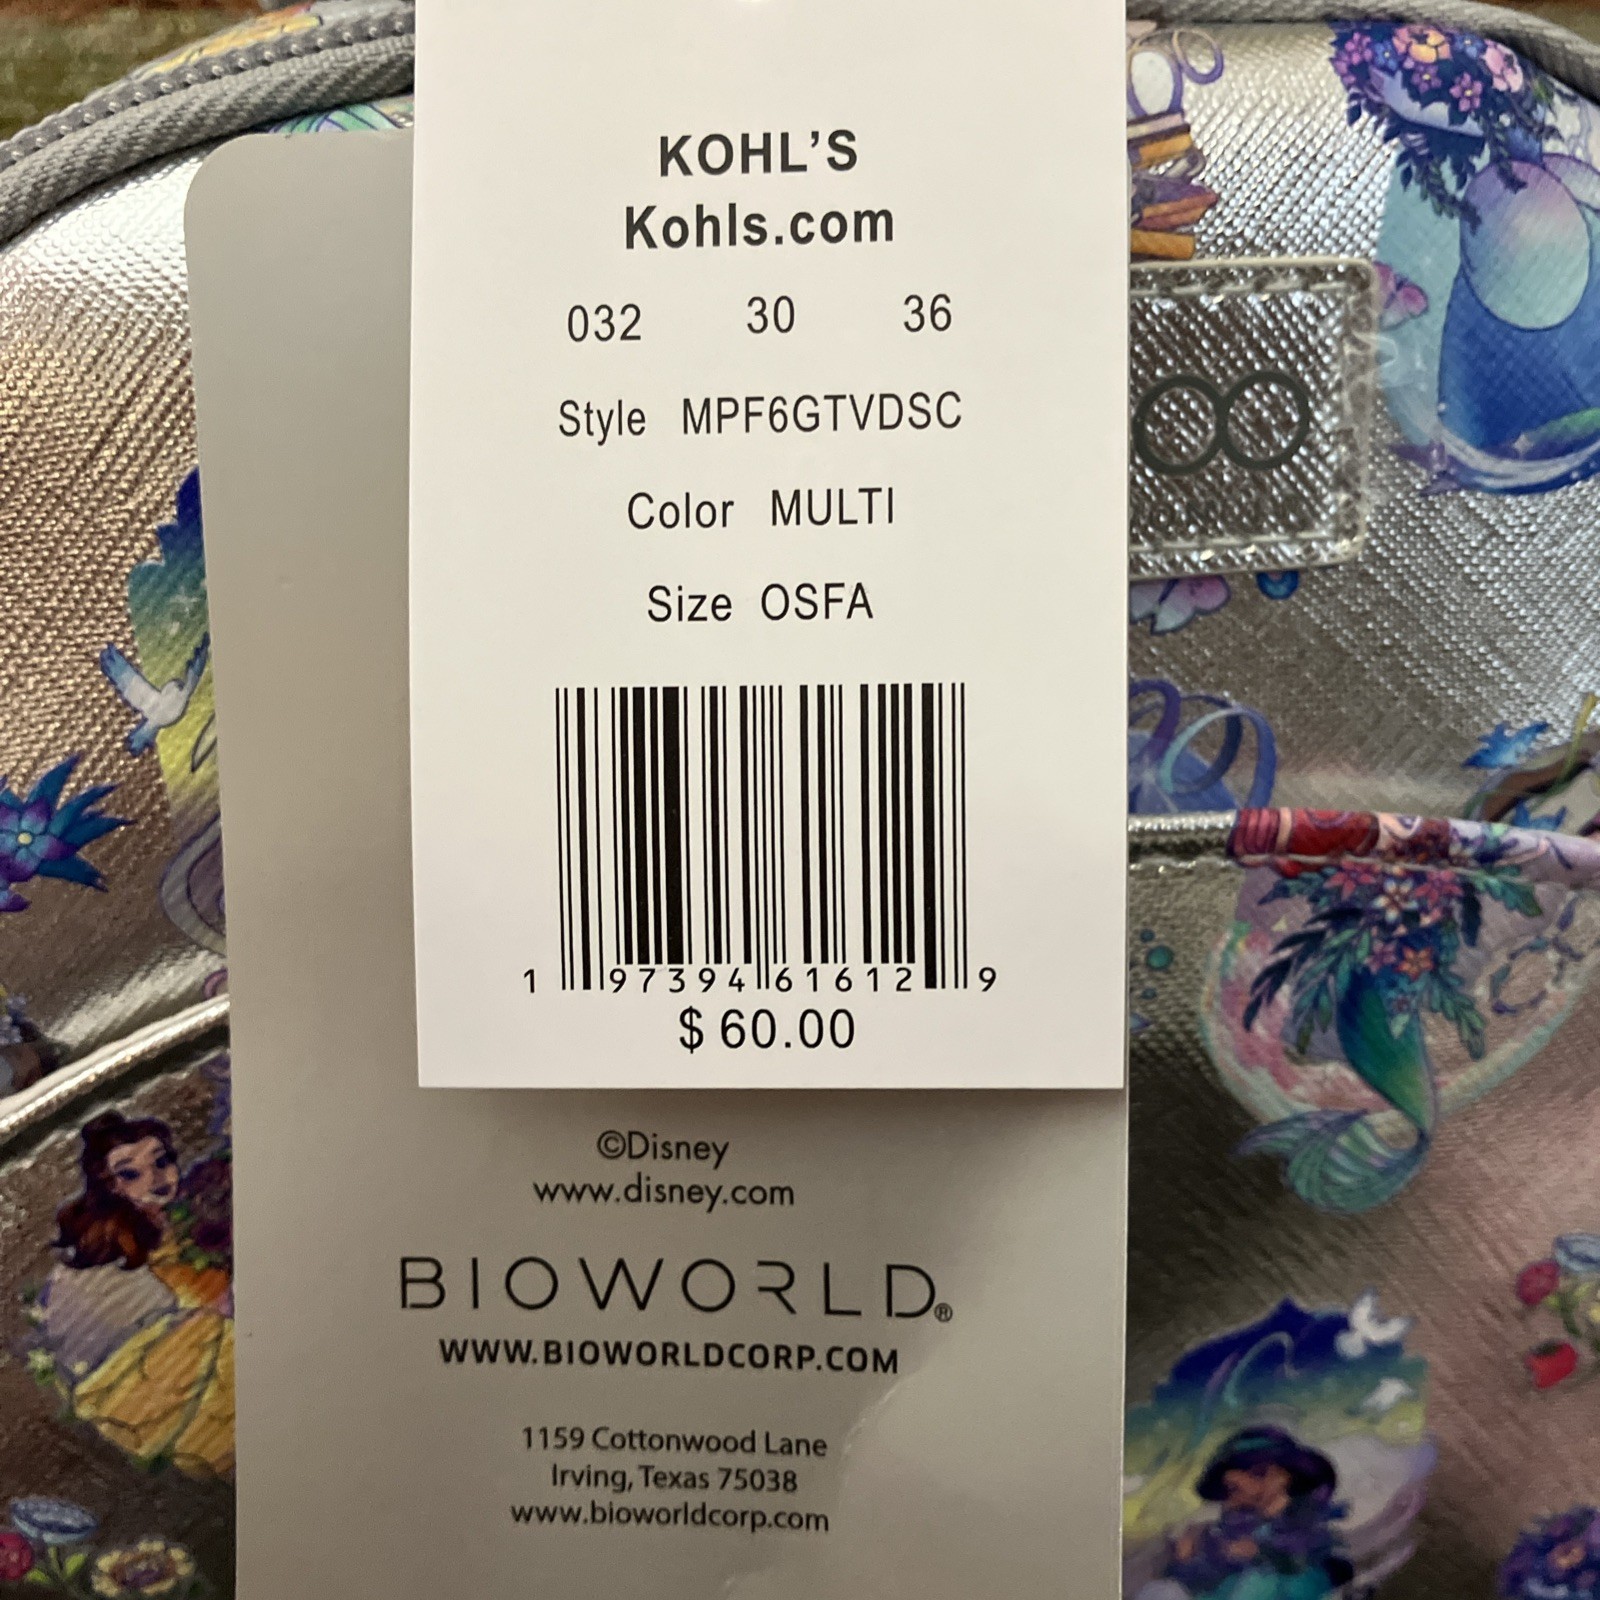 KOHL'S
Kohls.com
032 30 36
Style MPF6GTVDSC
Color MULTI
Size OSFA
1 97394 61612 9
$ 60.00
©Disney
www.disney.com
BIOWORLD®
WWW.BIOWORLDCORP.COM
1159 Cottonwood Lane
Irving, Texas 75038
www.bioworldcorp.com